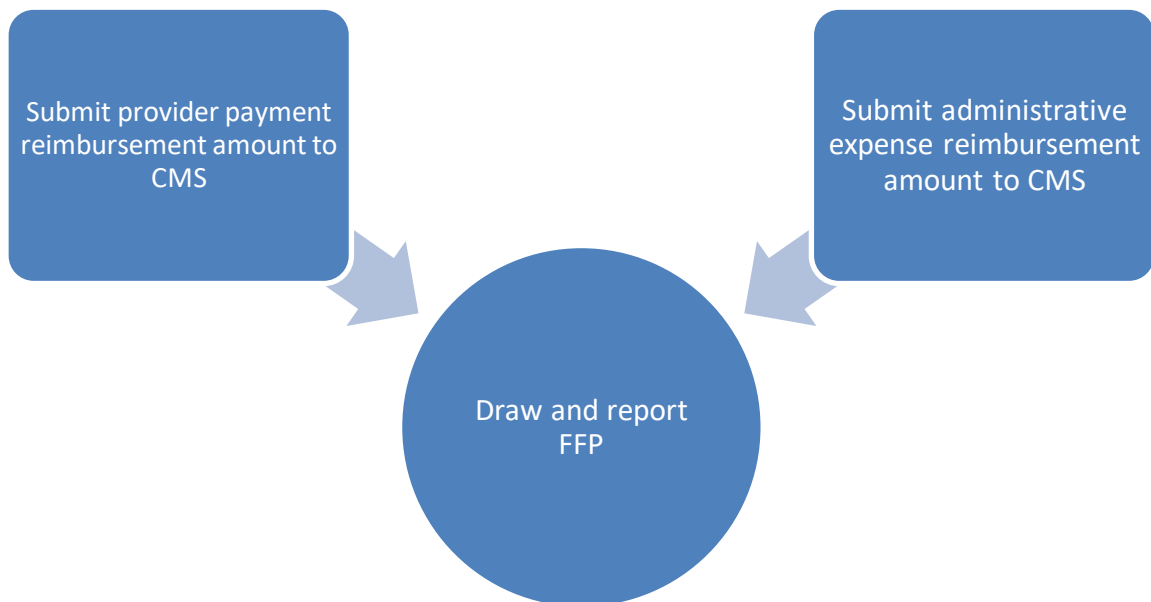 Submit provider payment
reimbursement amount to
CMS
Submit administrative
expense reimbursement
amount to CMS
Draw and report
FFP